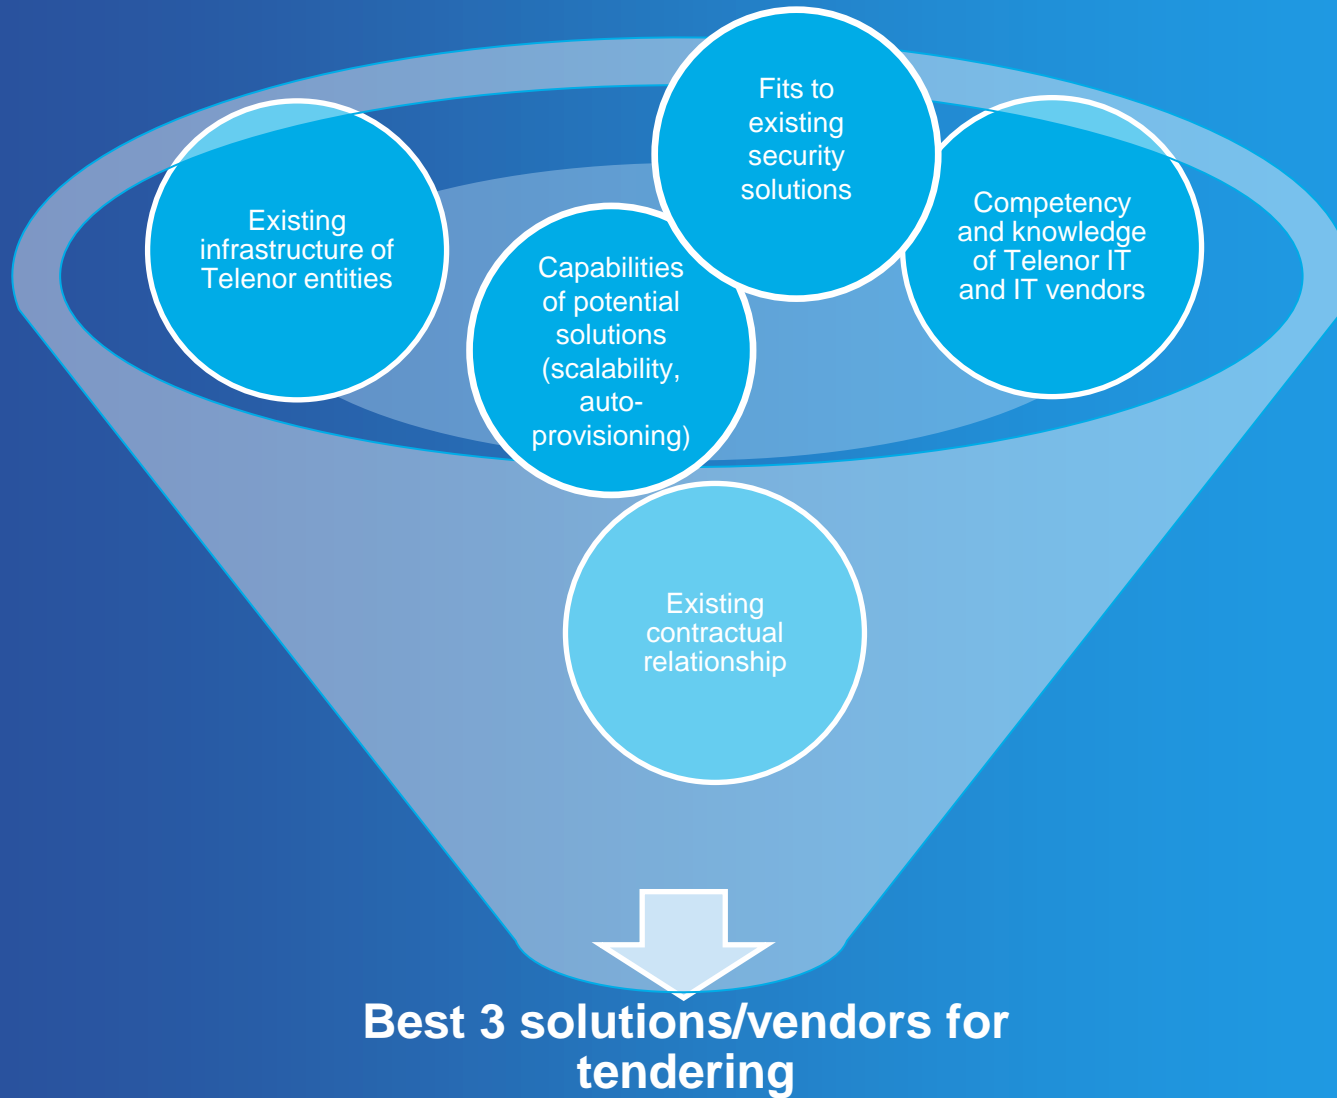 Fits to
existing
security
solutions
Existing
infrastructure of
Telenor entities
Capabilities
of potential
solutions
(scalability,
auto-
provisioning)
Competency
and knowledge
of Telenor IT
and IT vendors
Existing
contractual
relationship
Best 3 solutions/vendors for
tendering